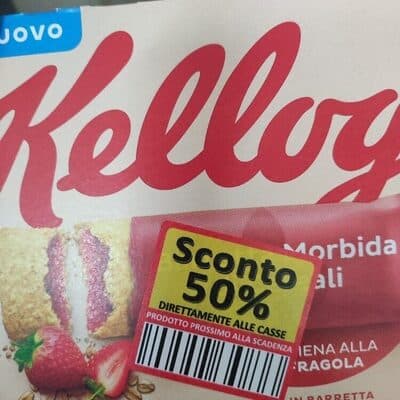 UOVO
Kellog
Morbida
ali
Sconto
50%
DIRETTAMENTE ALLE CASSE
PRODOTTO PROSSIMO ALLA SCADENZA
IENA ALLA
FRAGOLA
IN BARRETTA